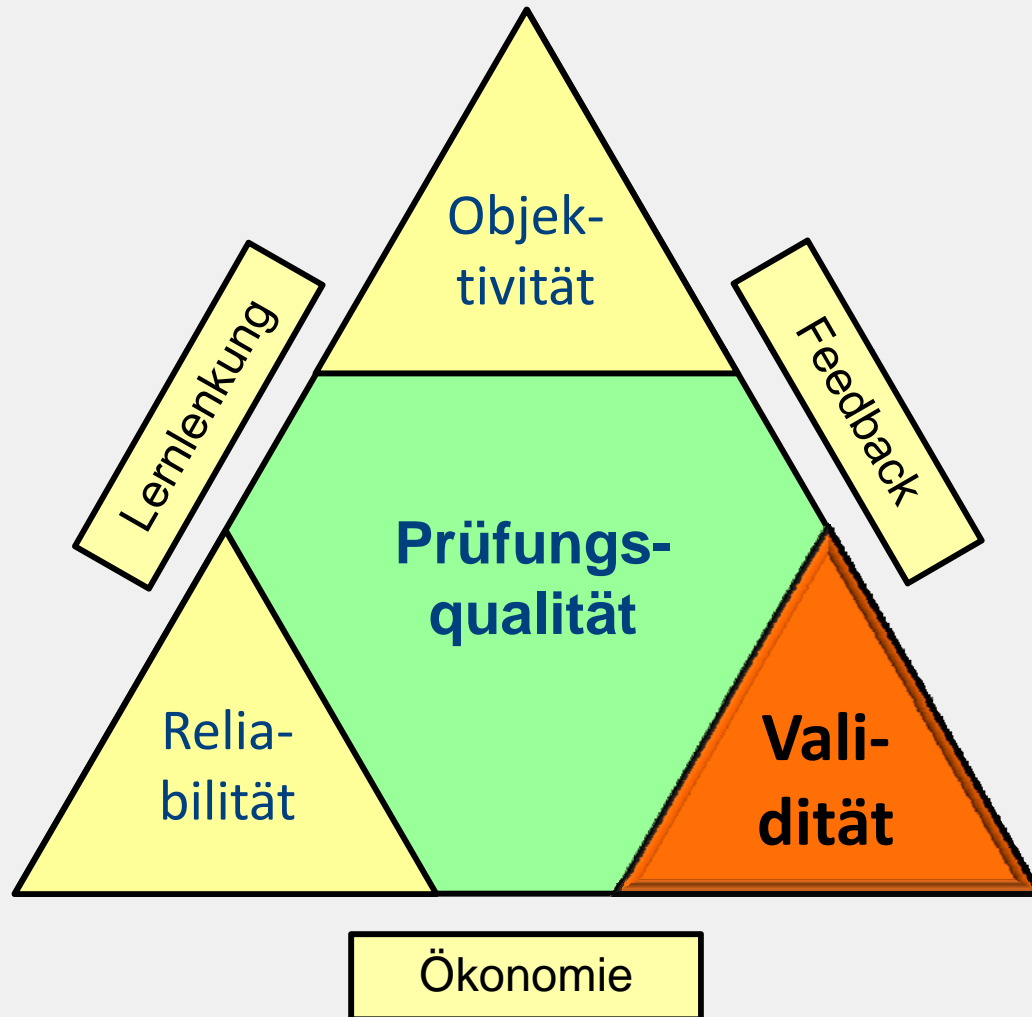 Objek-
tivität
Lernlenkung
Feedback
Prüfungs-
qualität
Relia-
bilität
Vali-
dität
Ökonomie